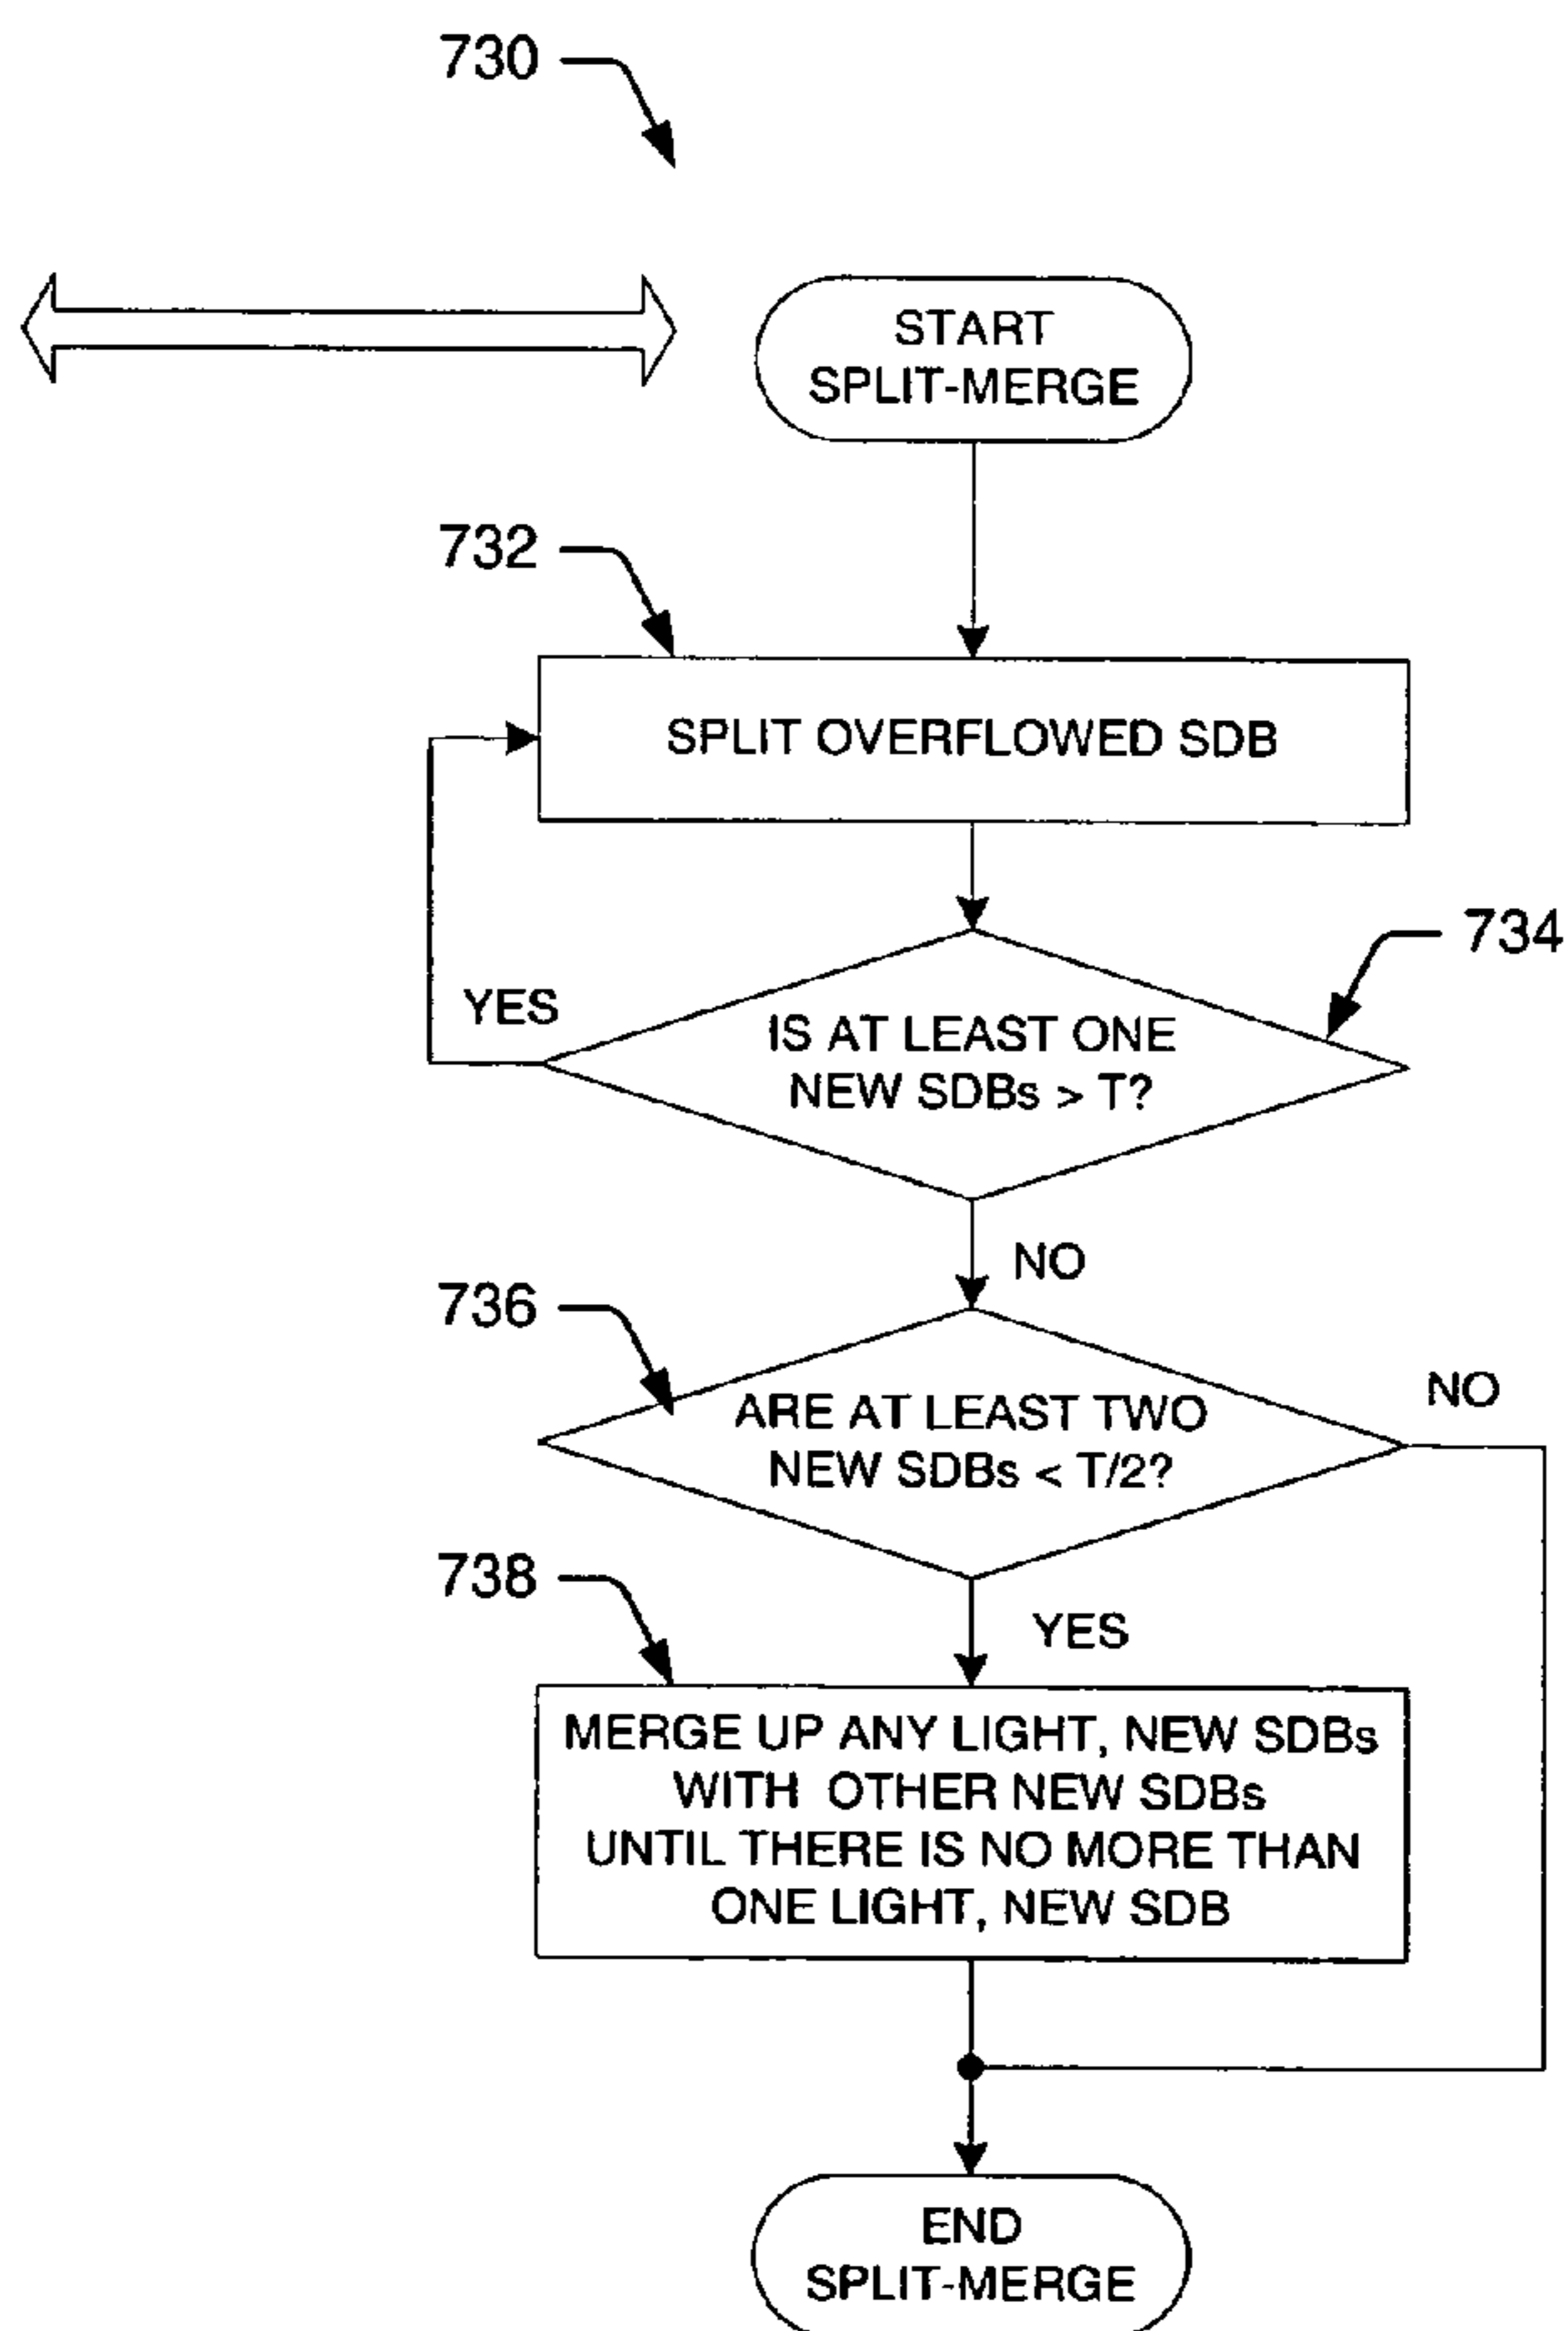 730
START
SPLIT-MERGE
732
SPLIT OVERFLOWED SDB
734
YES
IS AT LEAST ONE
NEW SDBs > T?
NO
736
ARE AT LEAST TWO
NEW SDBs < T/2?
NO
738
YES
MERGE UP ANY LIGHT, NEW SDBs
WITH OTHER NEW SDBs
UNTIL THERE IS NO MORE THAN
ONE LIGHT, NEW SDB
END
SPLIT-MERGE